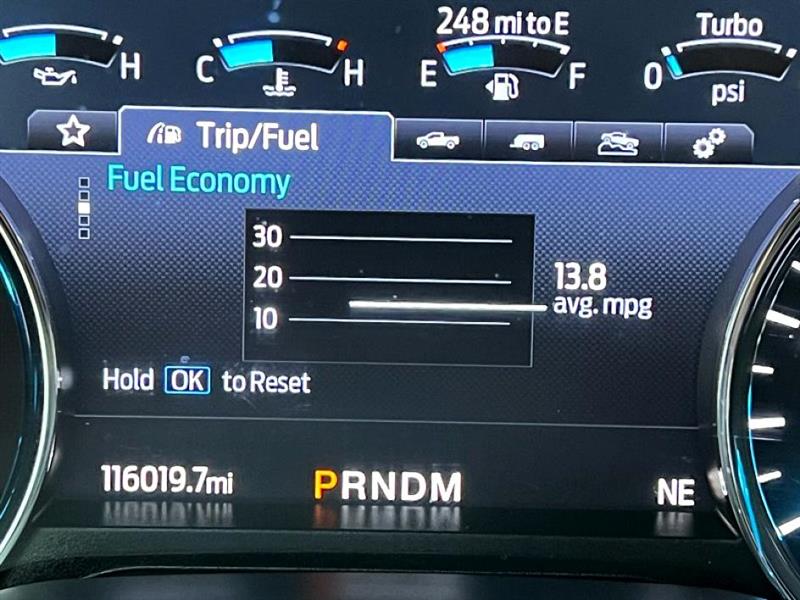 248 mi to E
Turbo
H
C
H
E
F
0
psi
Trip/Fuel
Fuel Economy
30
20
10
13.8
avg. mpg
Hold OK to Reset
116019.7mi
PRNDM
NE